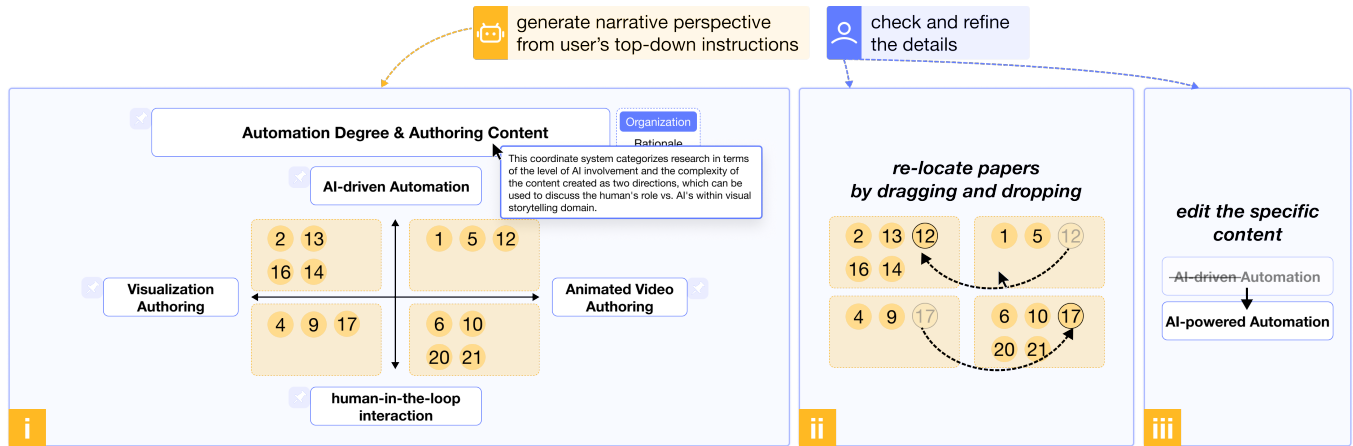 generate narrative perspective
from user's top-down instructions
check and refine
the details
Automation Degree & Authoring Content
Organization
Rationale
This coordinate system categorizes research in terms
of the level of AI involvement and the complexity of
the content created as two directions, which can be
used to discuss the human's role vs. AI's within visual
storytelling domain.
AI-driven Automation
2 13
16 14
1 5 12
Visualization
Authoring
Animated Video
Authoring
4 9 17
6 10
20 21
human-in-the-loop
interaction
i
re-locate papers
by dragging and dropping
2 13 12
16 14
1 5 12
4 9 17
6 10 17
20 21
ii
edit the specific
content
AI-driven Automation
AI-powered Automation
iii